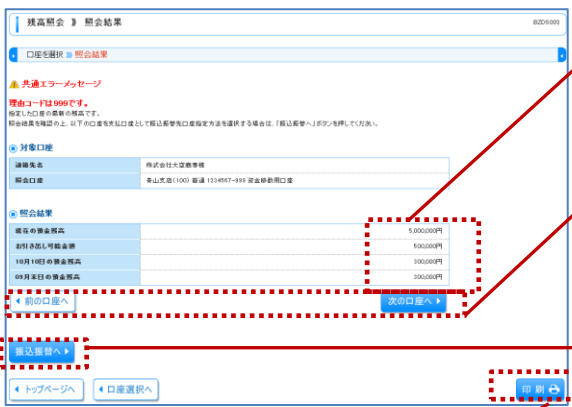 残高照会 》 照会結果
BZDS003
口座を選択 》 照会結果
共通エラーメッセージ
理由コードは999です。
指定した口座の最新の残高です。
照会結果を確認の上、以下の口座を支払口座として振込振替先口座指定方法を選択する場合は、「振込振替へ」ボタンを押してください。
対象口座
連絡先名 株式会社大空商事様
照会口座 青山支店(100) 普通 1234567-999 資金移動用口座
照会結果
現在の預金残高 5,000,000円
お引き出し可能金額 500,000円
10月10日の預金残高 300,000円
09月末日の預金残高 300,000円
前の口座へ 次の口座へ
振込振替へ
トップページへ 口座選択へ 印刷